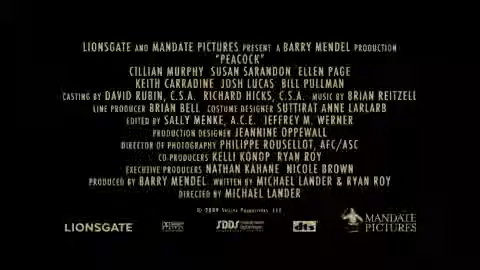 LIONSGATE AND MANDATE PICTURES PRESENT A BARRY MENDEL PRODUCTION
"PEACOCK"
CILLIAN MURPHY SUSAN SARANDON ELLEN PAGE
KEITH CARRADINE JOSH LUCAS BILL PULLMAN
CASTING BY DAVID RUBIN, C.S.A. RICHARD HICKS, C.S.A. MUSIC BY BRIAN REITZELL
LINE PRODUCER BRIAN BELL COSTUME DESIGNER SUTTIRAT ANNE LARLARB
EDITED BY SALLY MENKE, A.C.E. JEFFREY M. WERNER
PRODUCTION DESIGNER JEANNINE OPPEWALL
DIRECTOR OF PHOTOGRAPHY PHILIPPE ROUSSELOT, AFC/ASC
CO-PRODUCERS KELLI KONOP RYAN ROY
EXECUTIVE PRODUCERS NATHAN KAHANE NICOLE BROWN
PRODUCED BY BARRY MENDEL WRITTEN BY MICHAEL LANDER & RYAN ROY
DIRECTED BY MICHAEL LANDER
© 2009
LIONSGATE SDDS dts MANDATE
PICTURES